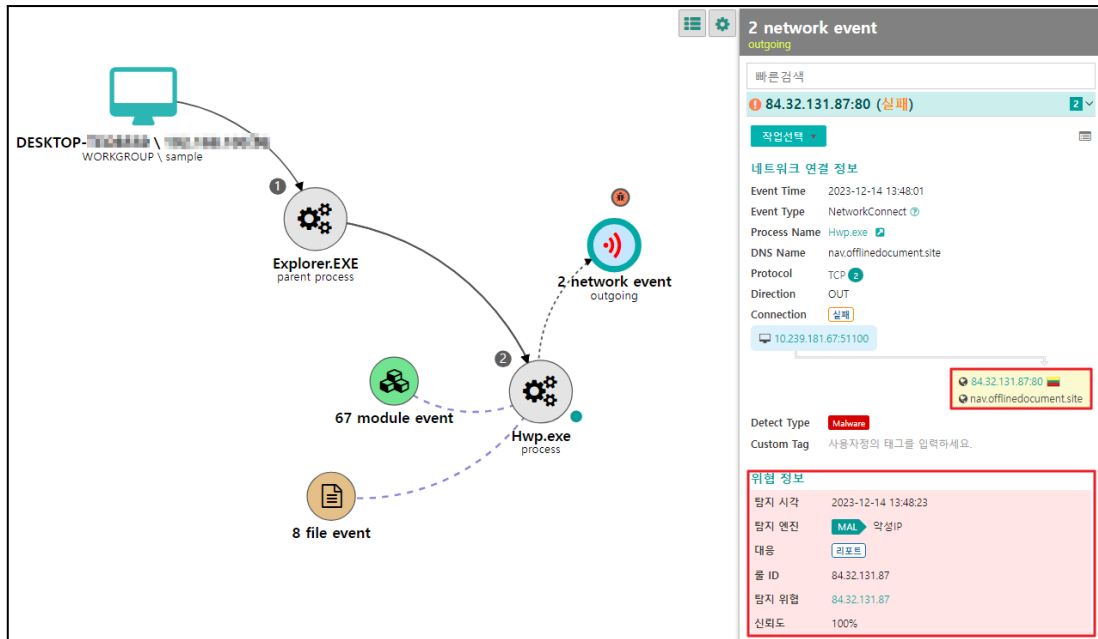 DESKTOP- \
WORKGROUP \ sample
1
Explorer.EXE
parent process
2 network event
outgoing
2
67 module event
Hwp.exe
process
8 file event
2 network event
outgoing
빠른검색
84.32.131.87:80 (실패) 2
작업선택
네트워크 연결 정보
Event Time 2023-12-14 13:48:01
Event Type NetworkConnect
Process Name Hwp.exe
DNS Name nav.offlinedocument.site
Protocol TCP 2
Direction OUT
Connection 실패
10.239.181.67:51100
84.32.131.87:80
nav.offlinedocument.site
Detect Type Malware
Custom Tag 사용자정의 태그를 입력하세요.
위협 정보
탐지 시각 2023-12-14 13:48:23
탐지 엔진 MAL 악성IP
대응 리포트
룰 ID 84.32.131.87
탐지 위협 84.32.131.87
신뢰도 100%